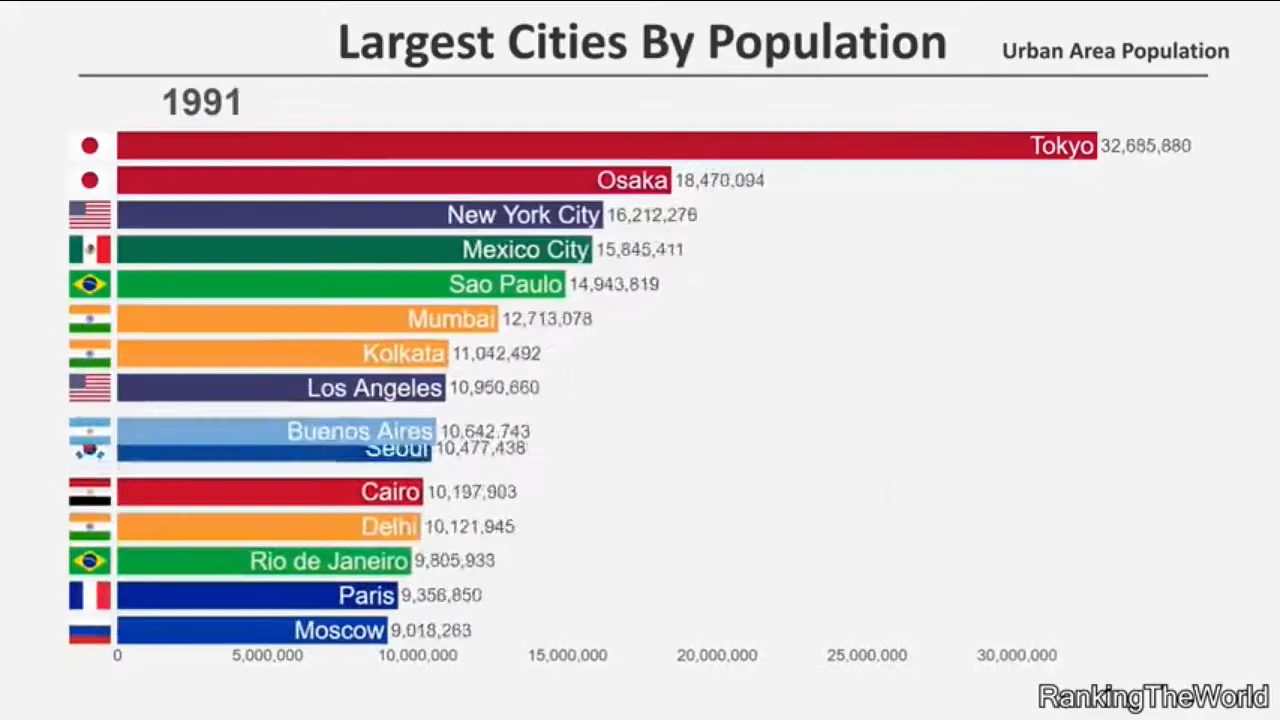 Largest Cities By Population
Urban Area Population
1991
Tokyo 32,685,880
Osaka 18,470,094
New York City 16,212,276
Mexico City 15,845,411
Sao Paulo 14,943,819
Mumbai 12,713,078
Kolkata 11,042,492
Los Angeles 10,950,660
Buenos Aires 10,642,743
Seoul 10,477,438
Cairo 10,197,903
Delhi 10,121,945
Rio de Janeiro 9,805,933
Paris 9,356,850
Moscow 9,018,263
0 5,000,000 10,000,000 15,000,000 20,000,000 25,000,000 30,000,000
RankingTheWorld